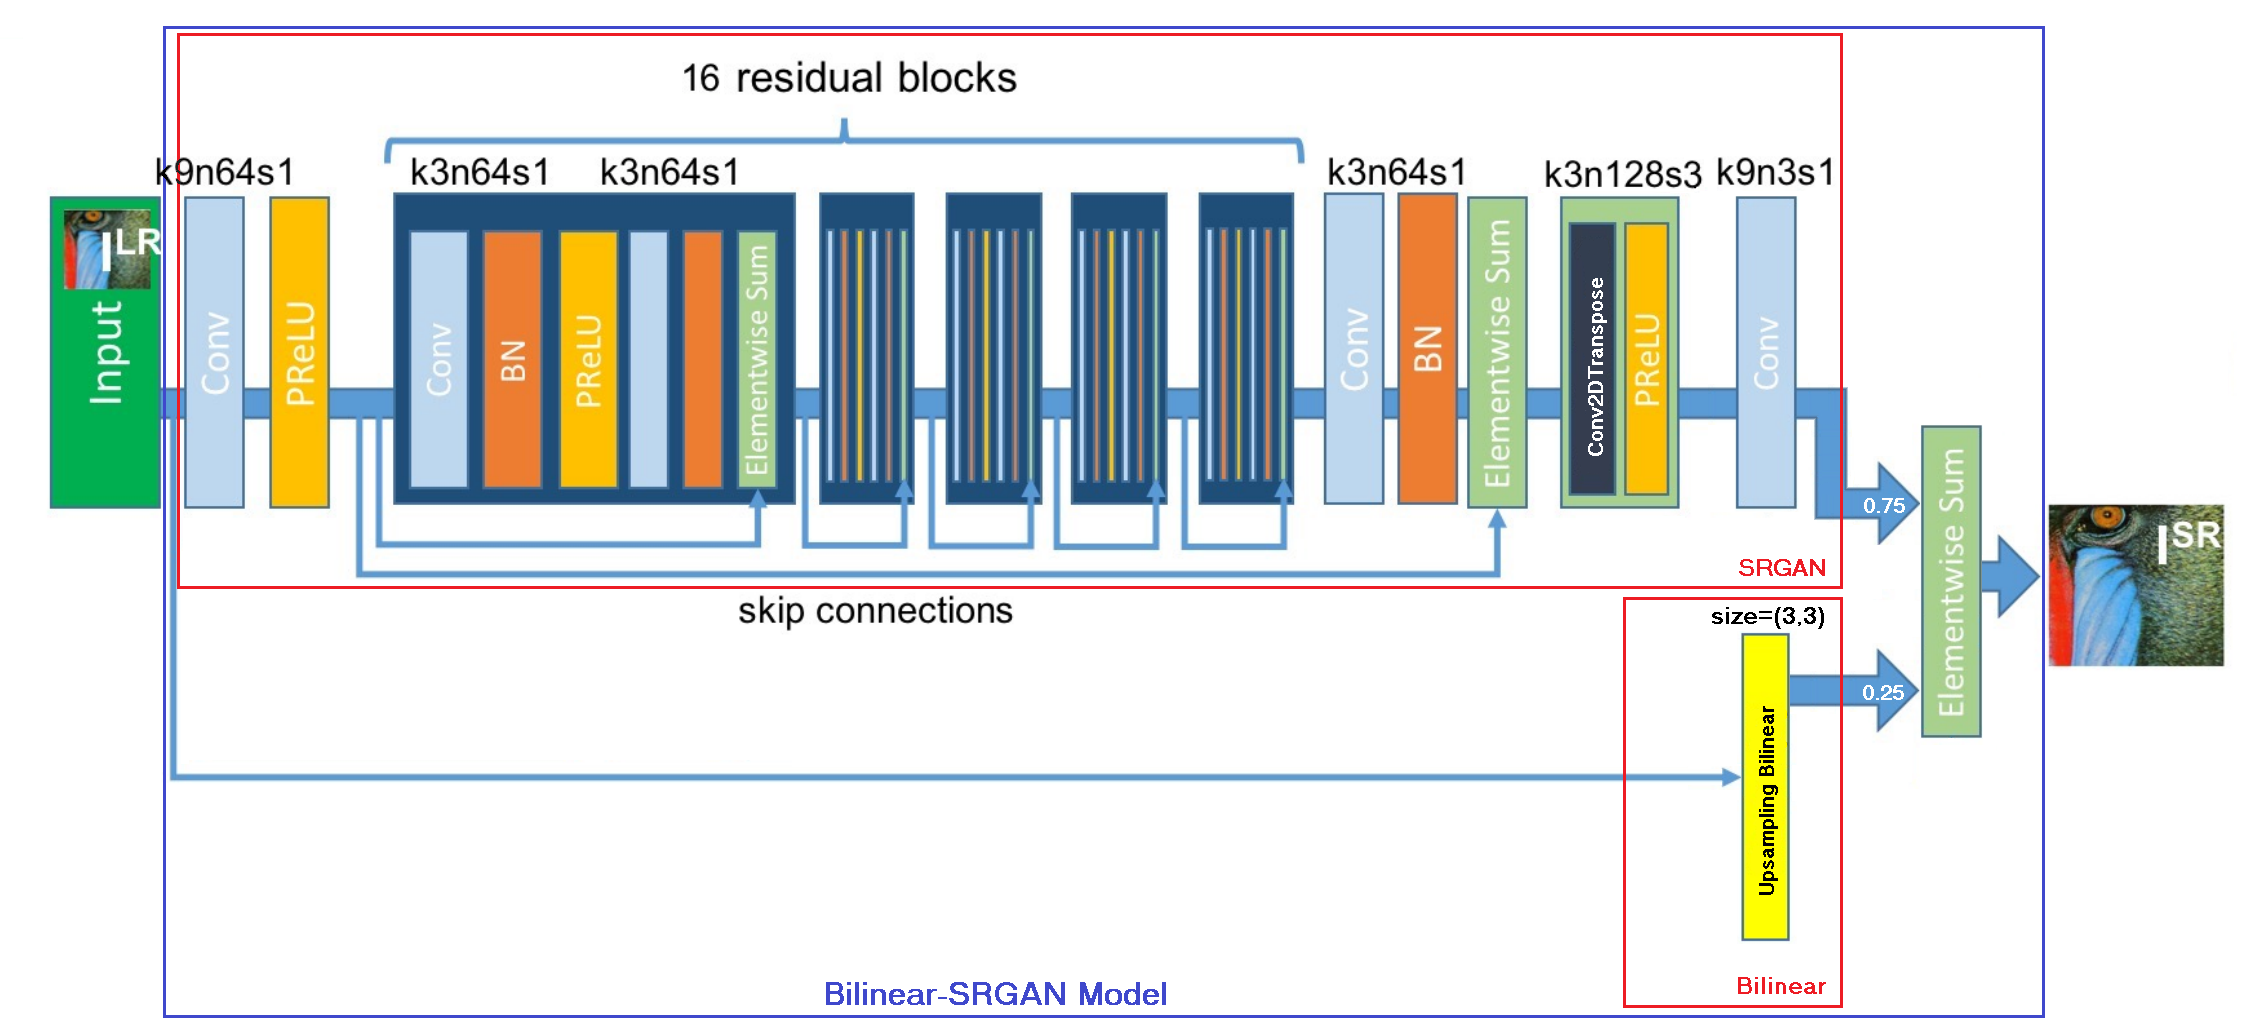 16 residual blocks
k9n64s1
k3n64s1
k3n64s1
k3n64s1
k3n128s3
k9n3s1
I^LR
Input
Conv
PReLU
Conv
BN
PReLU
Elementwise Sum
Conv
BN
Elementwise Sum
Conv2DTranspose
PReLU
Conv
0.75
SRGAN
skip connections
size=(3,3)
Upsampling Bilinear
0.25
Elementwise Sum
I^SR
Bilinear
Bilinear-SRGAN Model